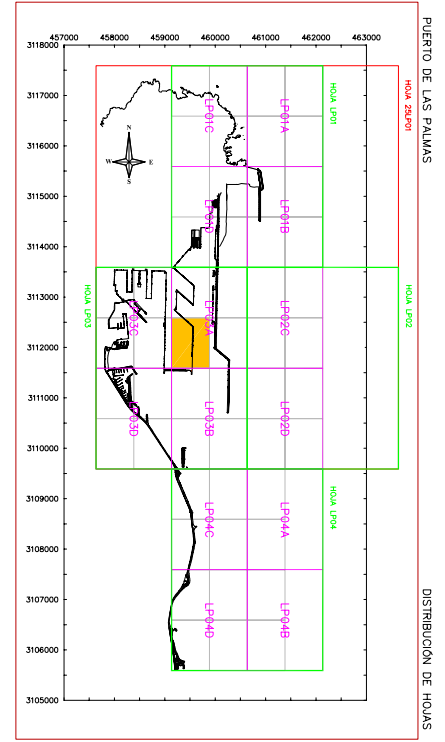 PUERTO DE LAS PALMAS
DISTRIBUCIÓN DE HOJAS
457000 458000 459000 460000 461000 462000 463000
3118000
3117000
3116000
3115000
3114000
3113000
3112000
3111000
3110000
3109000
3108000
3107000
3106000
3105000
HOJA 25LP01
HOJA LP01
LP01C
LP01A
N
W
E
S
LP01D
LP01B
HOJA LP02
HOJA LP03
LP03C
LP03A
LP02C
LP03D
LP03B
LP02D
HOJA LP04
LP04C
LP04A
LP04D
LP04B